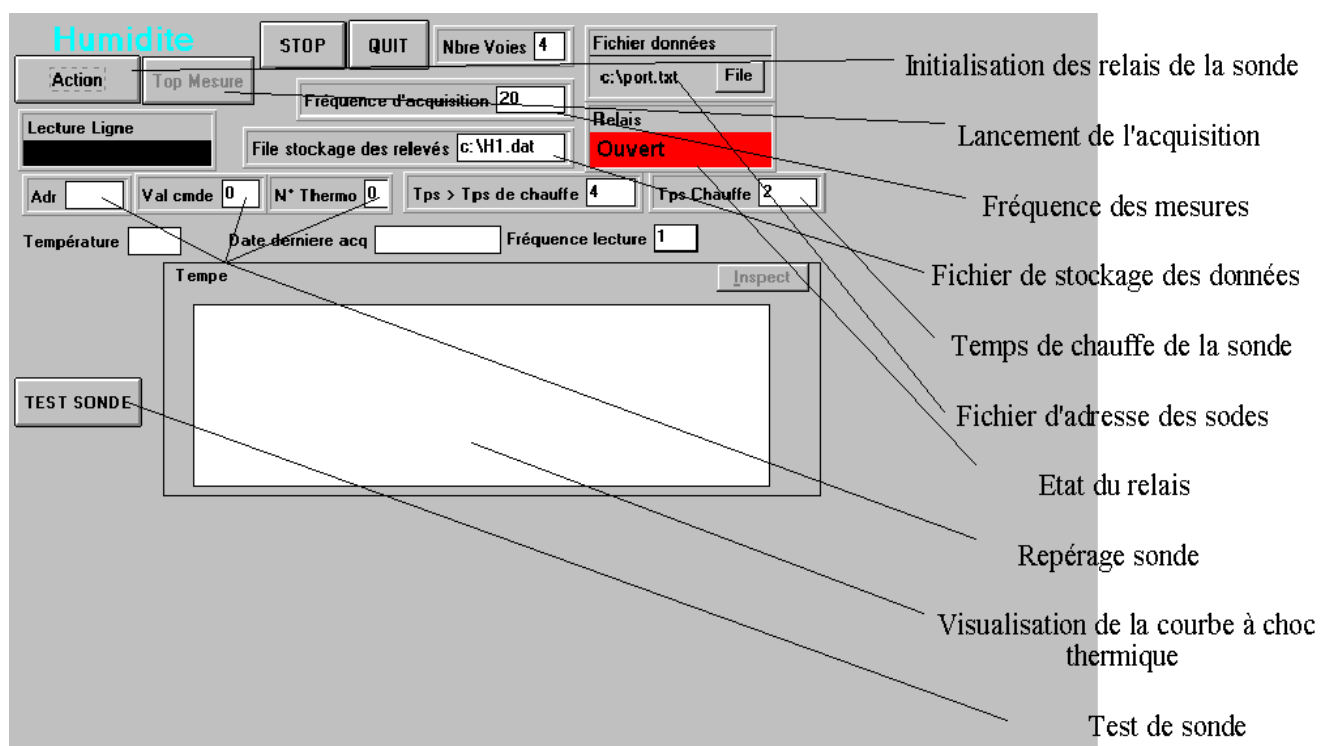 Humidite
STOP
QUIT
Nbre Voies 4
Fichier données
Action
Top Mesure
c:\port.txt
File
Initialisation des relais de la sonde
Fréquence d'acquisition 20
Lecture Ligne
Relais
Lancement de l'acquisition
File stockage des relevés c:\H1.dat
Ouvert
Adr
Val cmde 0
N° Thermo 0
Tps > Tps de chauffe 4
Tps Chauffe 2
Fréquence des mesures
Température
Date derniere acq
Fréquence lecture 1
Tempe
Inspect
Fichier de stockage des données
Temps de chauffe de la sonde
TEST SONDE
Fichier d'adresse des sodes
Etat du relais
Repérage sonde
Visualisation de la courbe à choc
thermique
Test de sonde